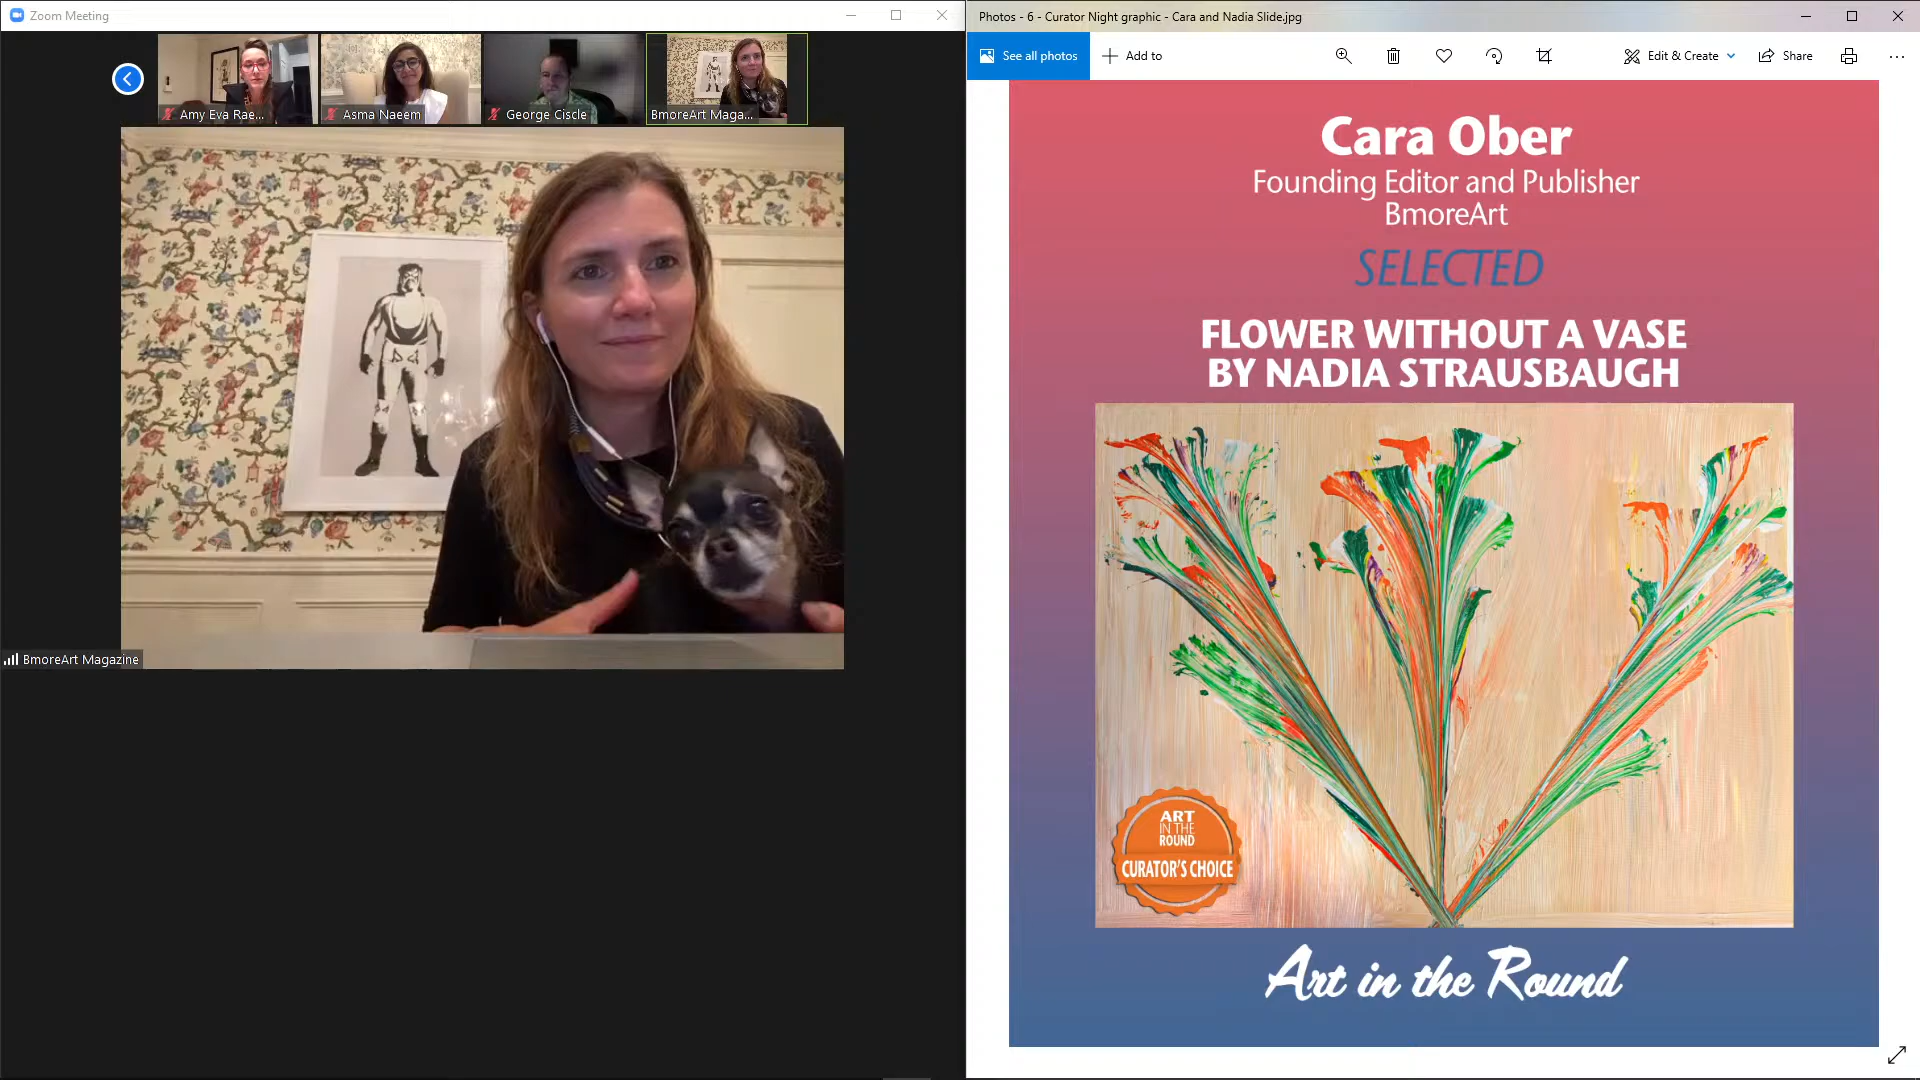 Zoom Meeting
Amy Eva Rae...
Asma Naeem
George Ciscle
BmoreArt Maga...
BmoreArt Magazine
Photos - 6 - Curator Night graphic - Cara and Nadia Slide.jpg
See all photos
Add to
Edit & Create
Share
Cara Ober
Founding Editor and Publisher
BmoreArt
SELECTED
FLOWER WITHOUT A VASE
BY NADIA STRAUSBAUGH
ART
IN THE
ROUND
CURATOR'S CHOICE
Art in the Round